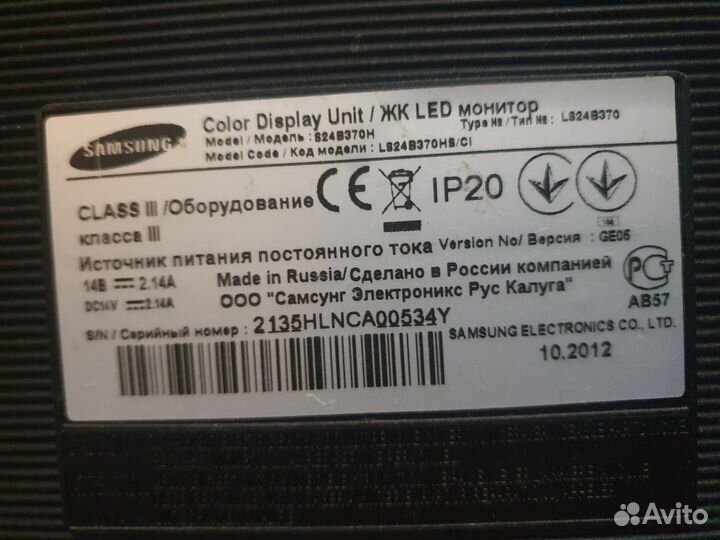 SAMSUNG
Color Display Unit / ЖК LED монитор
Model / Модель : S24B370H
Type № / Тип № : LS24B370
Model Code / Код модели : LS24B370HS/CI
CLASS III /Оборудование
класса III
CE
IP20
Источник питания постоянного тока
Version No/ Версия : GE05
14В 2.14A
DC14V 2.14A
Made in Russia/Сделано в России компанией
ООО "Самсунг Электроникс Рус Калуга"
РСТ
АВ57
S/N / Серийный номер : 2135HLNCA00534Y
SAMSUNG ELECTRONICS CO., LTD.
10.2012
Avito